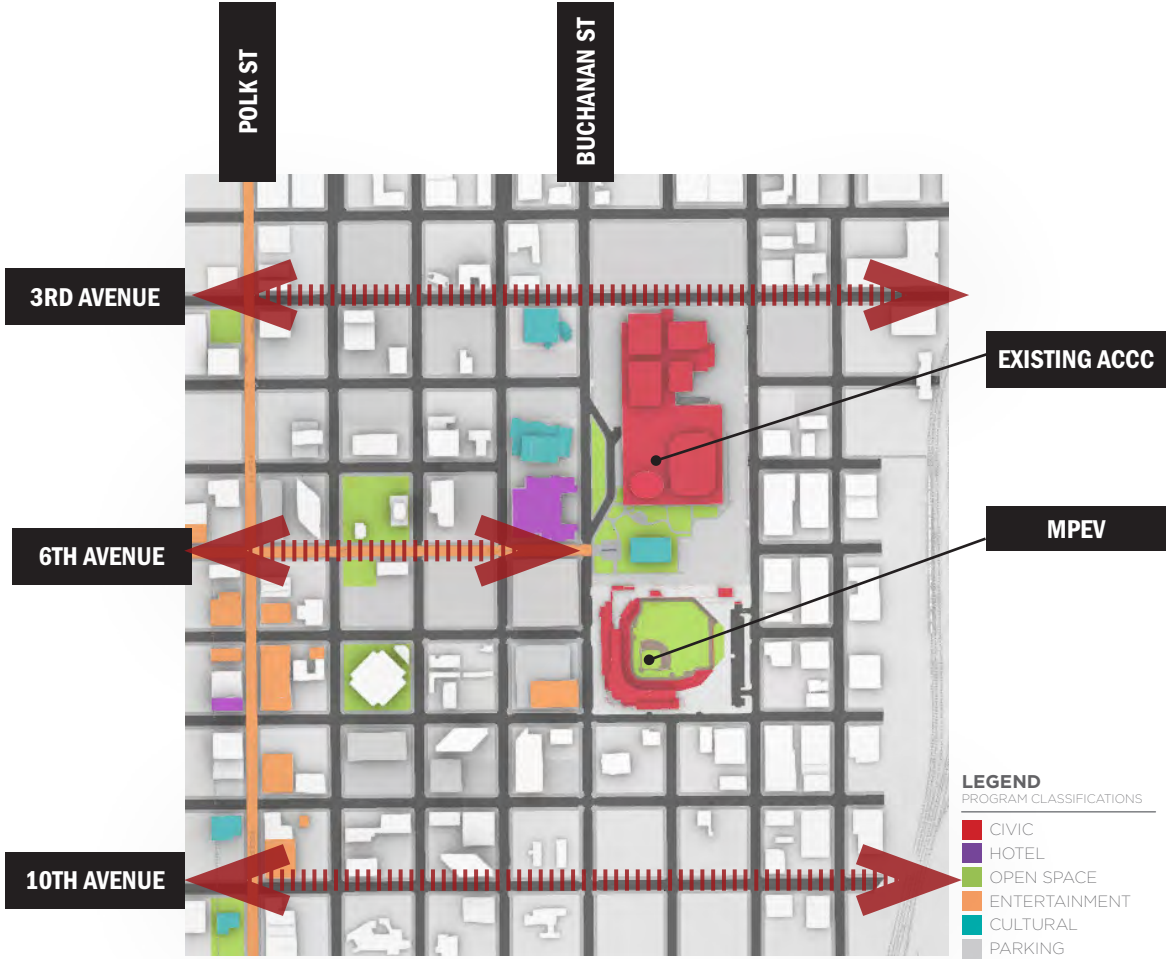 POLK ST
BUCHANAN ST
3RD AVENUE
EXISTING ACCC
MPEV
6TH AVENUE
10TH AVENUE
LEGEND
PROGRAM CLASSIFICATIONS
CIVIC
HOTEL
OPEN SPACE
ENTERTAINMENT
CULTURAL
PARKING